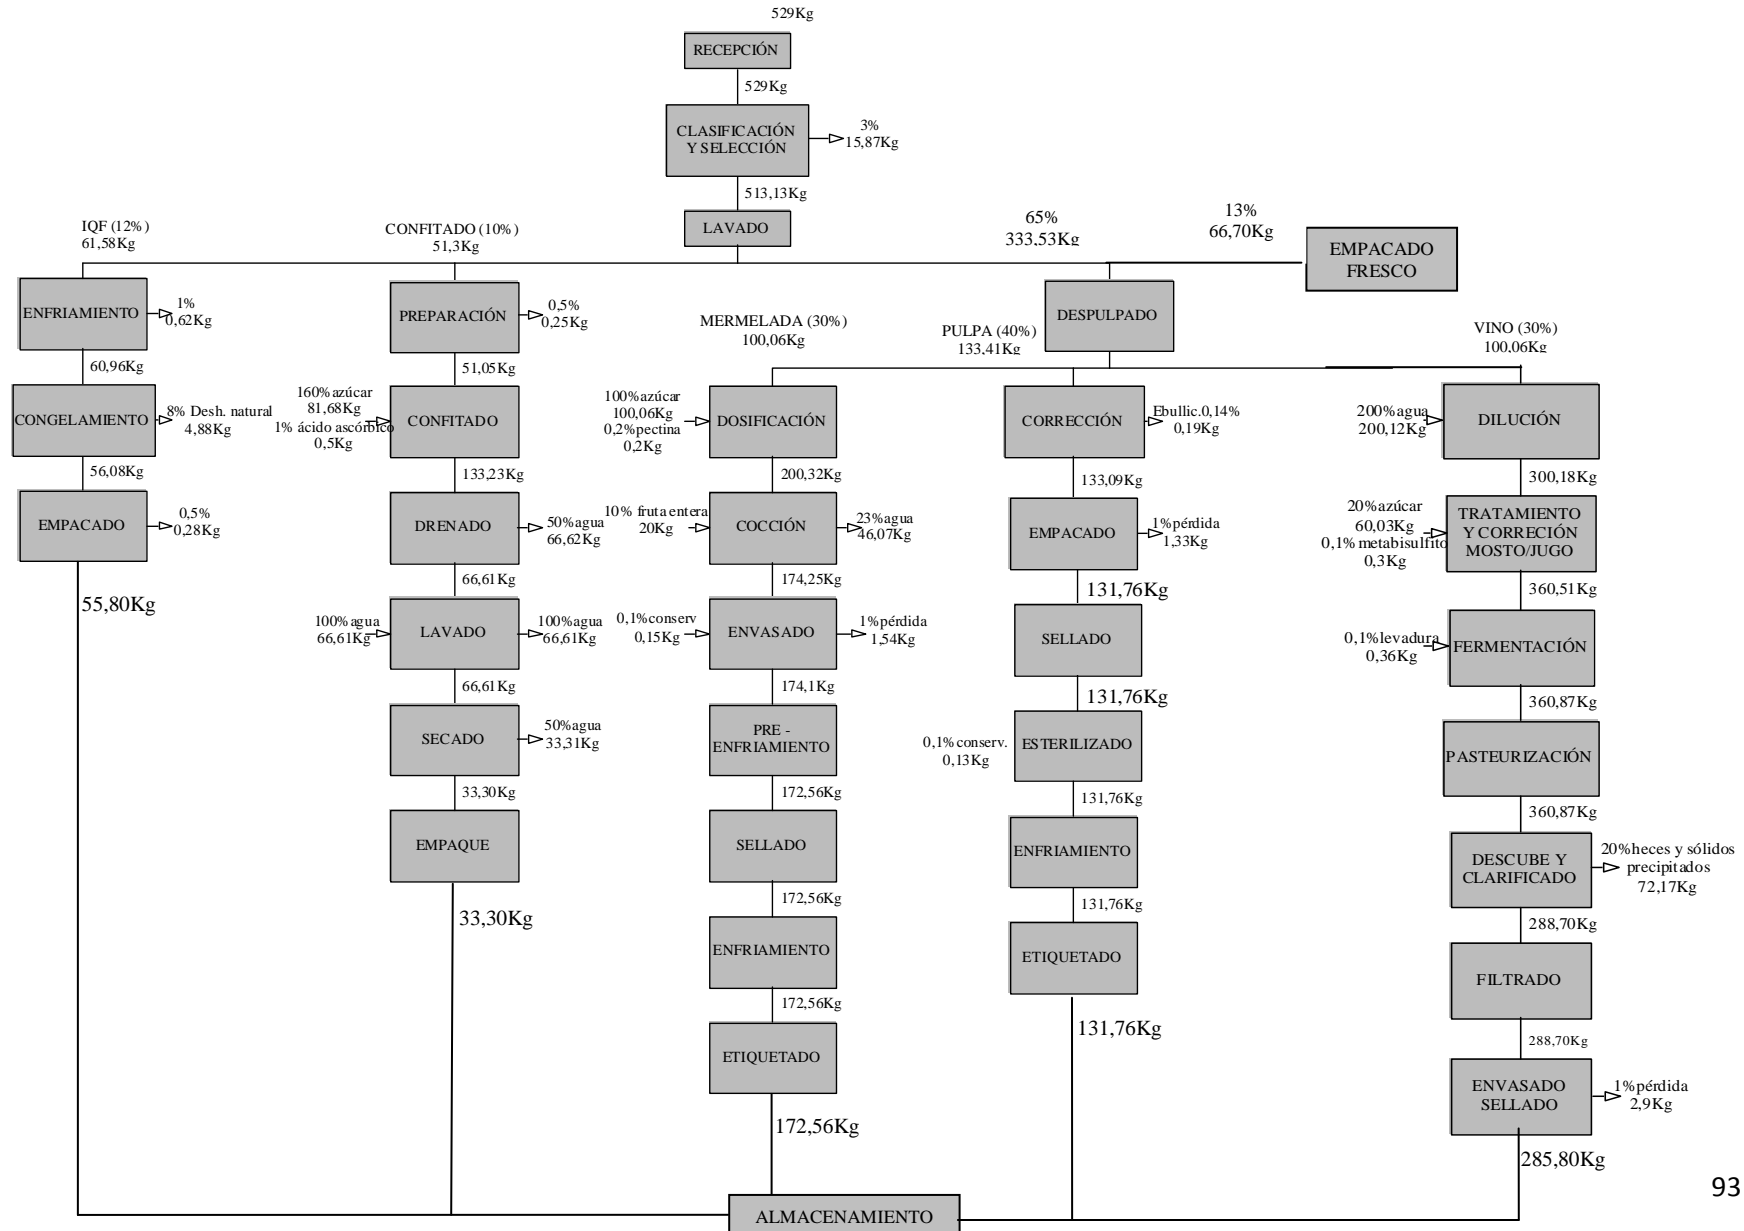 529Kg
RECEPCIÓN
529Kg
CLASIFICACIÓN
Y SELECCIÓN
3%
15,87Kg
513,13Kg
LAVADO
IQF (12%)
61,58Kg
CONFITADO (10%)
51,3Kg
65%
333,53Kg
13%
66,70Kg
EMPACADO
FRESCO
ENFRIAMIENTO
1%
0,62Kg
60,96Kg
CONGELAMIENTO
8% Desh. natural
4,88Kg
56,08Kg
EMPACADO
0,5%
0,28Kg
55,80Kg
PREPARACIÓN
0,5%
0,25Kg
51,05Kg
160% azúcar
81,68Kg
1% ácido ascórbico
0,5Kg
CONFITADO
133,23Kg
DRENADO
50% agua
66,62Kg
66,61Kg
100% agua
66,61Kg
LAVADO
100% agua
66,61Kg
66,61Kg
SECADO
50% agua
33,31Kg
33,30Kg
EMPAQUE
33,30Kg
DESPULPADO
MERMELADA (30%)
100,06Kg
PULPA (40%)
133,41Kg
VINO (30%)
100,06Kg
100% azúcar
100,06Kg
0,2% pectina
0,2Kg
DOSIFICACIÓN
200,32Kg
10% fruta entera
20Kg
COCCIÓN
23% agua
46,07Kg
174,25Kg
0,1% conserv
0,15Kg
ENVASADO
1% pérdida
1,54Kg
174,1Kg
PRE -
ENFRIAMIENTO
172,56Kg
SELLADO
172,56Kg
ENFRIAMIENTO
172,56Kg
ETIQUETADO
172,56Kg
CORRECCIÓN
Ebullic.0,14%
0,19Kg
133,09Kg
EMPACADO
1% pérdida
1,33Kg
131,76Kg
SELLADO
131,76Kg
0,1% conserv.
0,13Kg
ESTERILIZADO
131,76Kg
ENFRIAMIENTO
131,76Kg
ETIQUETADO
131,76Kg
200% agua
200,12Kg
DILUCIÓN
300,18Kg
20% azúcar
60,03Kg
0,1% metabisulfito
0,3Kg
TRATAMIENTO
Y CORRECIÓN
MOSTO/JUGO
360,51Kg
0,1% levadura
0,36Kg
FERMENTACIÓN
360,87Kg
PASTEURIZACIÓN
360,87Kg
DESCUBE Y
CLARIFICADO
20% heces y sólidos
precipitados
72,17Kg
288,70Kg
FILTRADO
288,70Kg
ENVASADO
SELLADO
1% pérdida
2,9Kg
285,80Kg
ALMACENAMIENTO
93